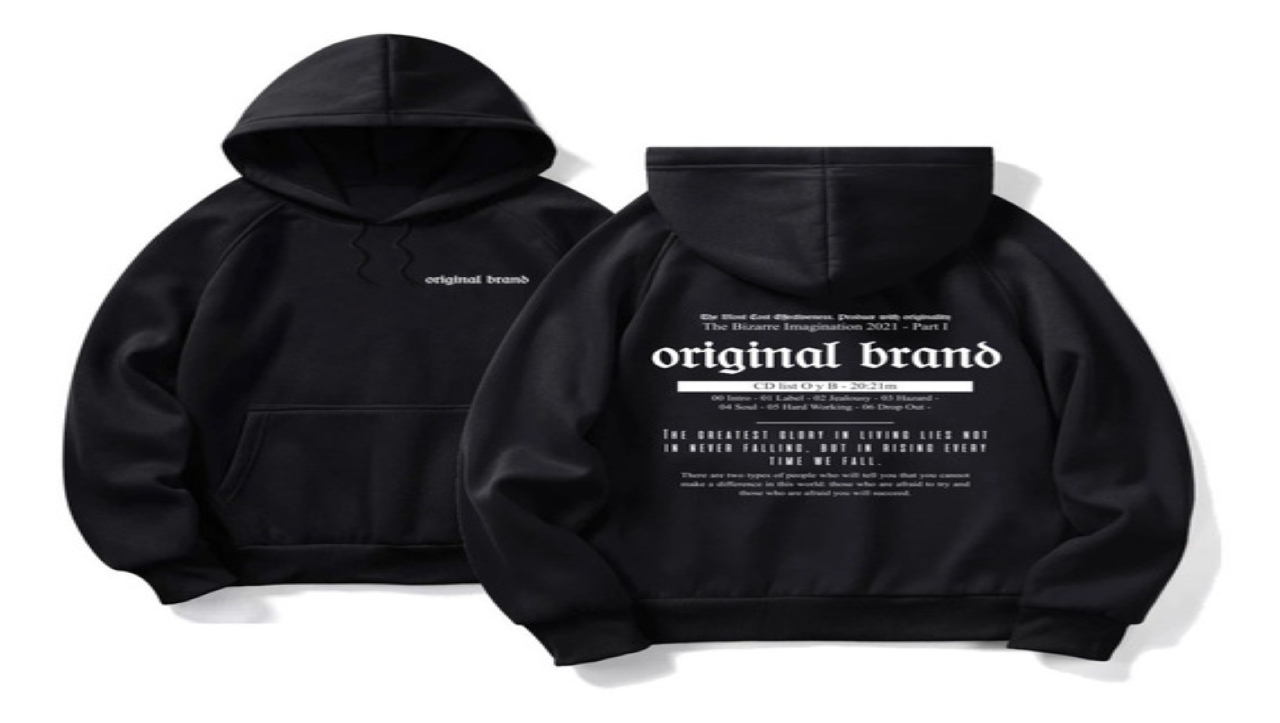 original brand
The Most Cost Effectiveness. Produce with originality
The Bizarre Imagination 2021 - Part I
original brand
CD list O y B - 20:21m
00 Intro - 01 Label - 02 Jealousy - 03 Hazard -
04 Soul - 05 Hard Working - 06 Drop Out -
THE GREATEST GLORY IN LIVING LIES NOT
IN NEVER FALLING, BUT IN RISING EVERY
TIME WE FALL.
There are two types of people who will tell you that you cannot
make a difference in this world: those who are afraid to try and
those who are afraid you will succeed.